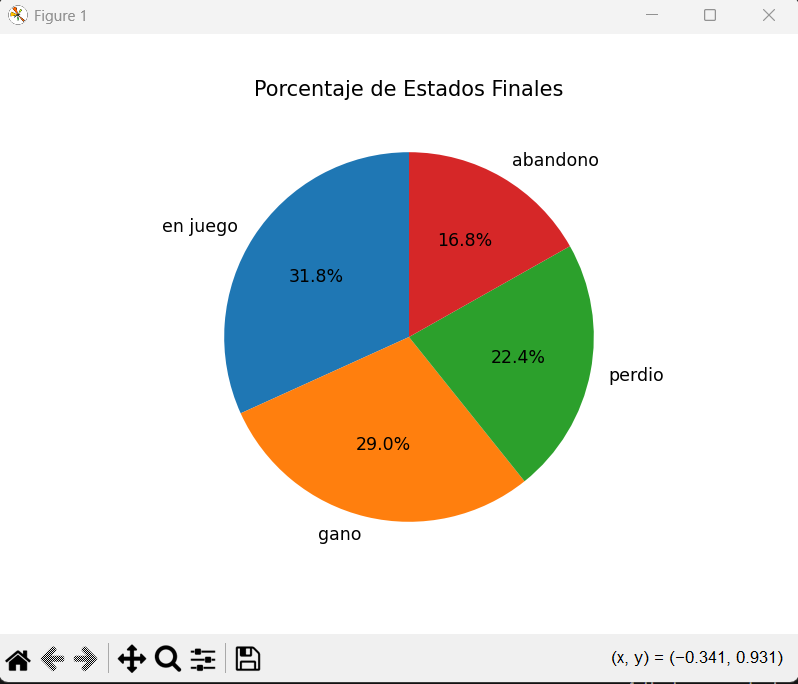 Figure 1
Porcentaje de Estados Finales
abandono
en juego
16.8%
31.8%
22.4%
perdio
29.0%
gano
(x, y) = (−0.341, 0.931)